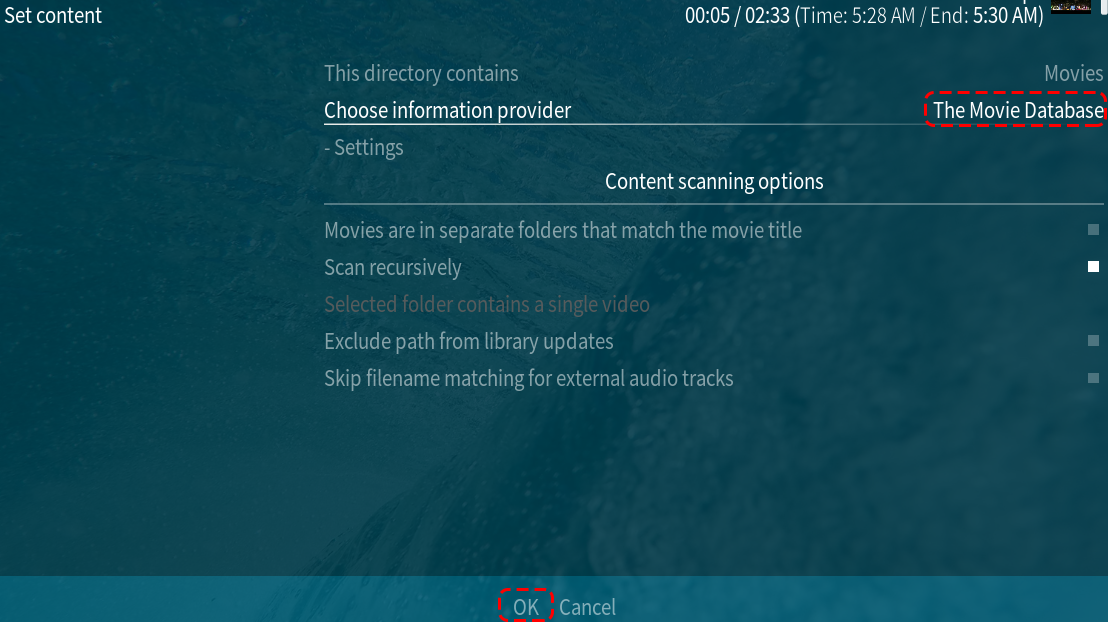 Set content
00:05 / 02:33 (Time: 5:28 AM / End: 5:30 AM)
This directory contains Movies
Choose information provider The Movie Database
- Settings
Content scanning options
Movies are in separate folders that match the movie title
Scan recursively
Selected folder contains a single video
Exclude path from library updates
Skip filename matching for external audio tracks
OK Cancel